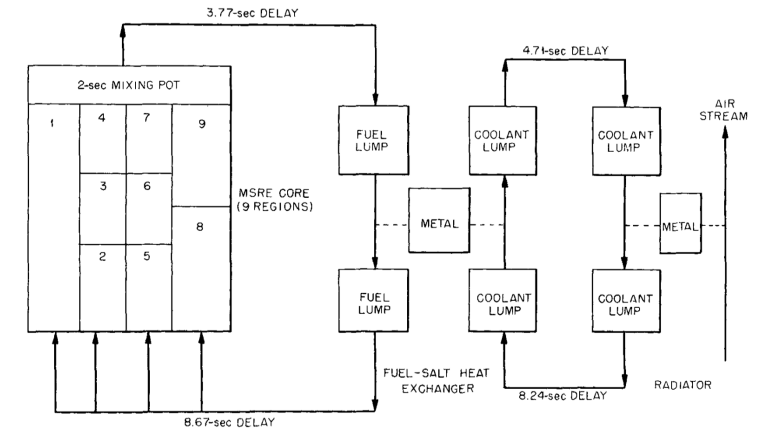 3.77-sec DELAY
4.71-sec DELAY
2-sec MIXING POT
1
4
7
9
3
6
8
2
5
MSRE CORE
(9 REGIONS)
FUEL
LUMP
COOLANT
LUMP
COOLANT
LUMP
AIR
STREAM
METAL
METAL
FUEL
LUMP
COOLANT
LUMP
COOLANT
LUMP
FUEL-SALT HEAT
EXCHANGER
8.24-sec DELAY
RADIATOR
8.67-sec DELAY